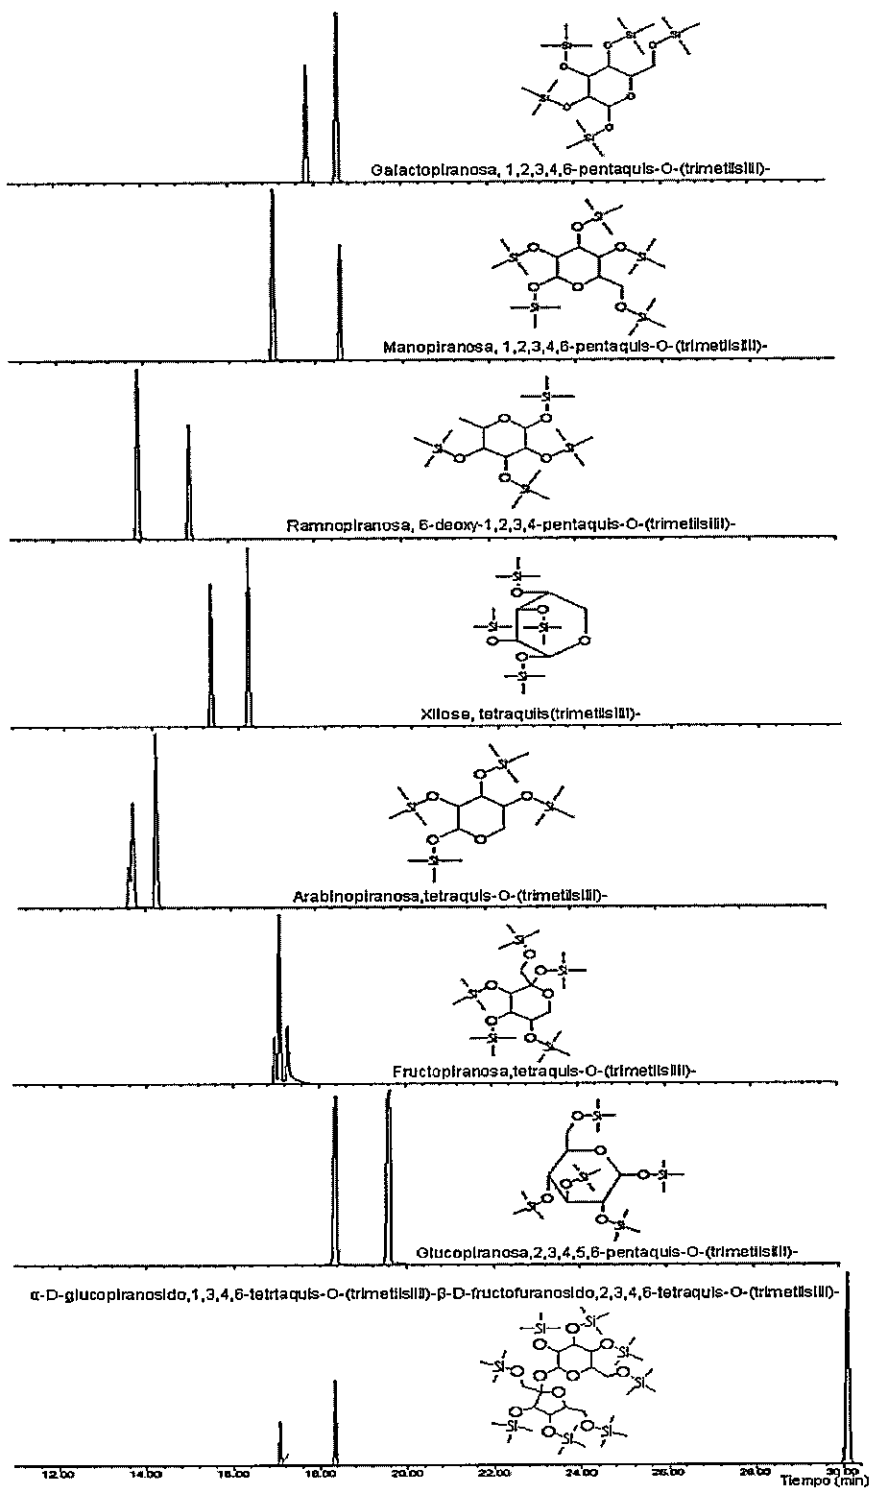 Galactopiranosa, 1,2,3,4,6-pentaquis-O-(trimetilsilil)-
Manopiranosa, 1,2,3,4,6-pentaquis-O-(trimetilsilil)-
Ramnopiranosa, 6-deoxy-1,2,3,4-pentaquis-O-(trimetilsilil)-
Xilose, tetraquis(trimetilsilil)-
Arabinopiranosa,tetraquis-O-(trimetilsilil)-
Fructopiranosa,tetraquis-O-(trimetilsilil)-
Glucopiranosa,2,3,4,5,6-pentaquis-O-(trimetilsilil)-
α-D-glucopiranosido,1,3,4,6-tetriaquis-O-(trimetilsilil)-β-D-fructofuranosido,2,3,4,6-tetraquis-O-(trimetilsilil)-
12.00 14.00 16.00 18.00 20.00 22.00 24.00 26.00 28.00 30.00
Tiempo (min)